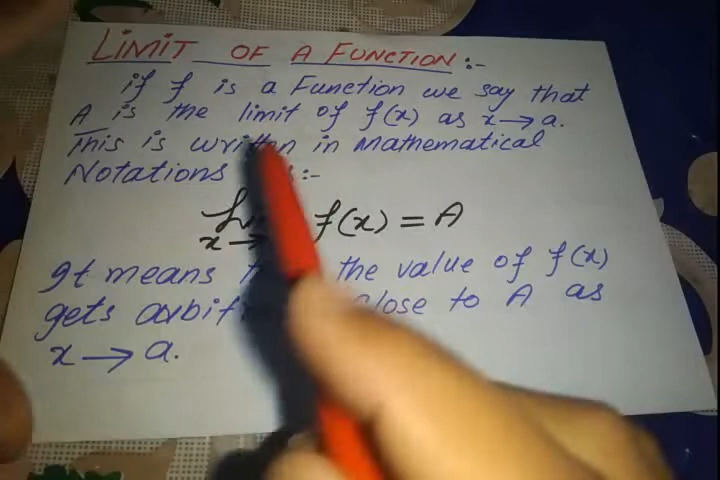 LIMIT OF A FUNCTION :-
if f is a Function we say that
A is the limit of f(x) as x → a.
This is written in Mathematical
Notations :-
x → f(x) = A
It means the value of f(x)
gets close to A as
x → a.